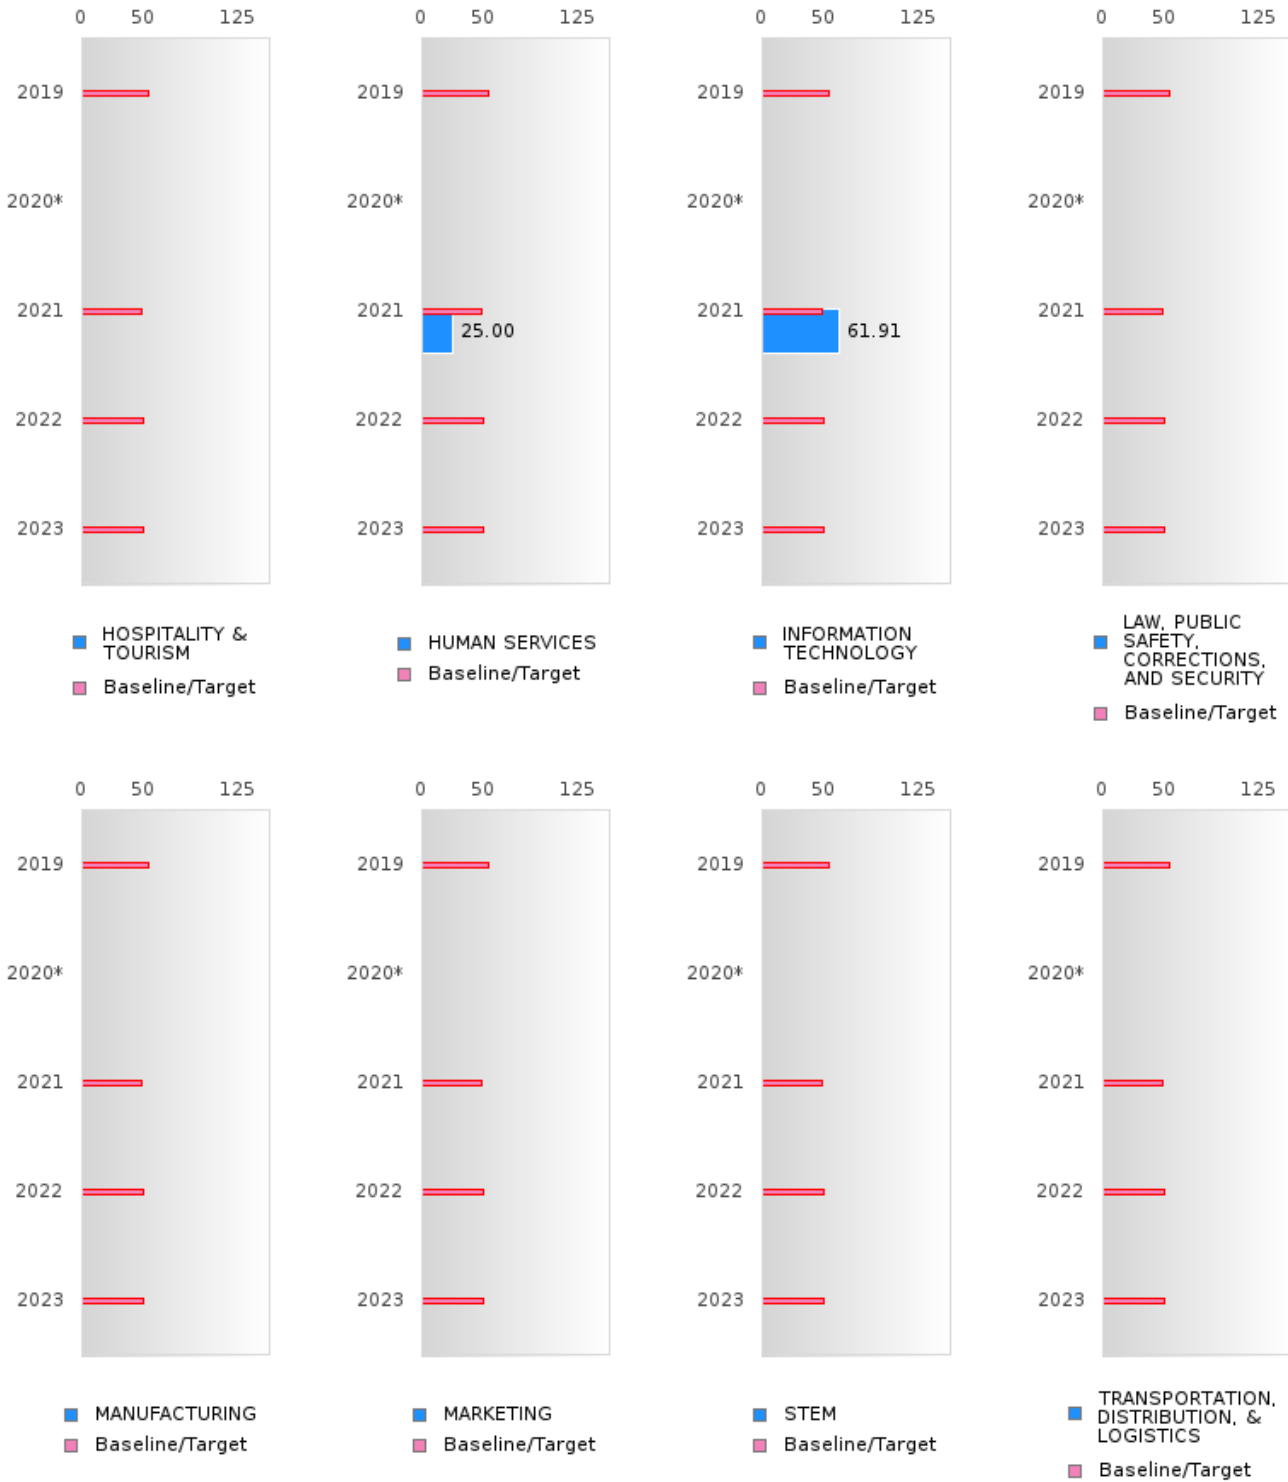 0 50 125 0 50 125 0 50 125 0 50 125
2019 2019 2019 2019
2020* 2020* 2020* 2020*
2021 2021 25.00 2021 61.91 2021
2022 2022 2022 2022
2023 2023 2023 2023
HOSPITALITY &
TOURISM
Baseline/Target
HUMAN SERVICES
Baseline/Target
INFORMATION
TECHNOLOGY
Baseline/Target
LAW, PUBLIC
SAFETY,
CORRECTIONS,
AND SECURITY
Baseline/Target
0 50 125 0 50 125 0 50 125 0 50 125
2019 2019 2019 2019
2020* 2020* 2020* 2020*
2021 2021 2021 2021
2022 2022 2022 2022
2023 2023 2023 2023
MANUFACTURING
Baseline/Target
MARKETING
Baseline/Target
STEM
Baseline/Target
TRANSPORTATION,
DISTRIBUTION, &
LOGISTICS
Baseline/Target